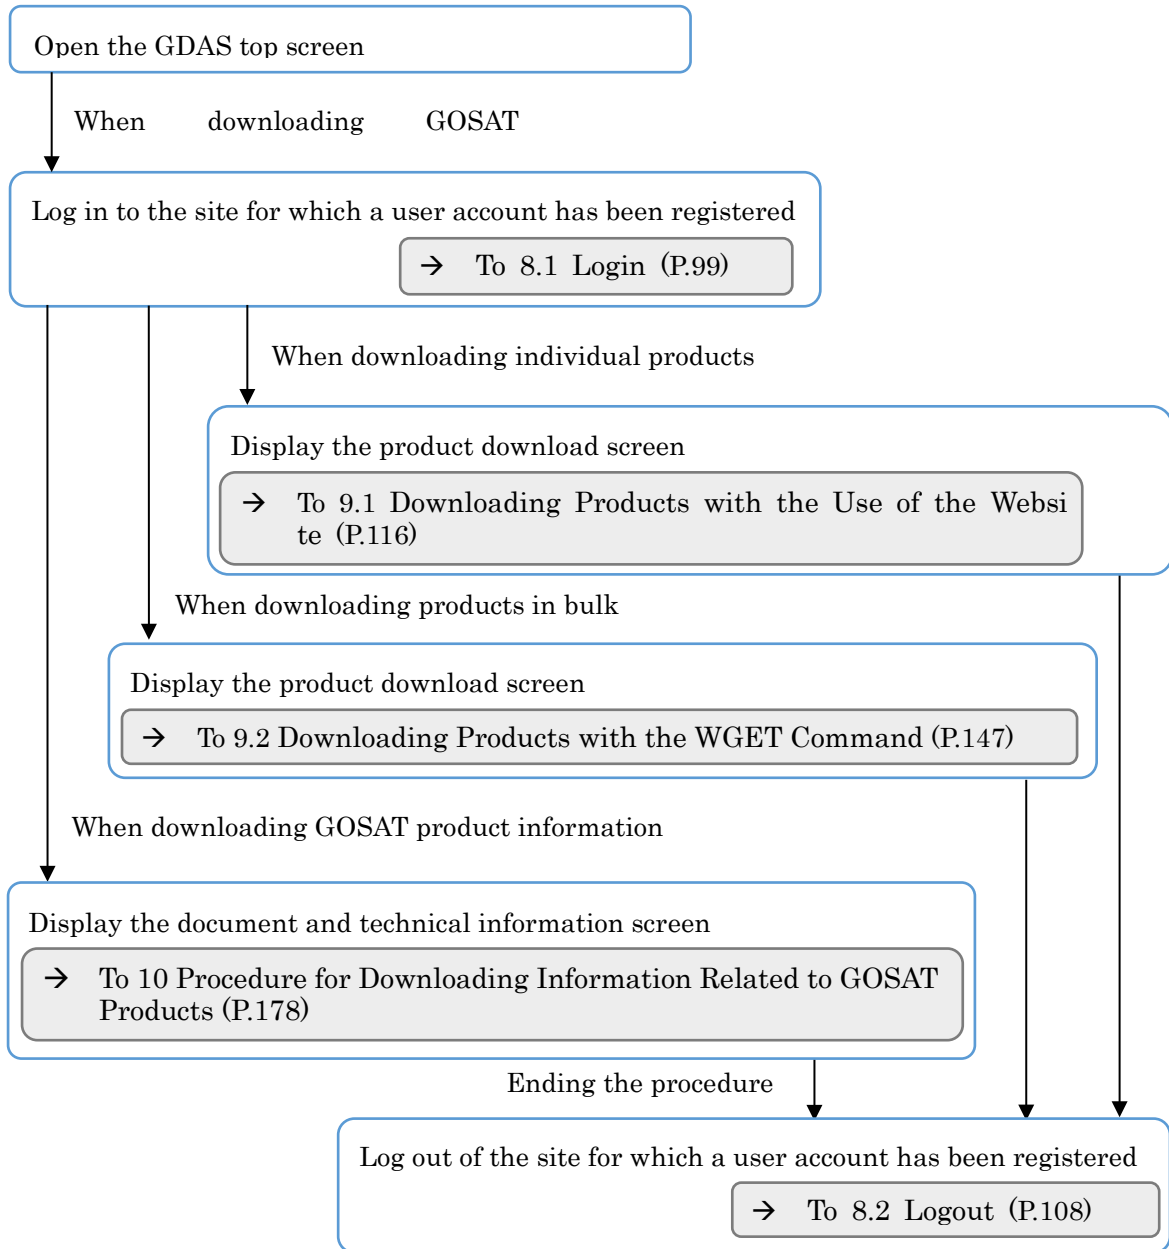 Open the GDAS top screen
When downloading GOSAT
Log in to the site for which a user account has been registered
→ To 8.1 Login (P.99)
When downloading individual products
Display the product download screen
→ To 9.1 Downloading Products with the Use of the Websi
te (P.116)
When downloading products in bulk
Display the product download screen
→ To 9.2 Downloading Products with the WGET Command (P.147)
When downloading GOSAT product information
Display the document and technical information screen
→ To 10 Procedure for Downloading Information Related to GOSAT
Products (P.178)
Ending the procedure
Log out of the site for which a user account has been registered
→ To 8.2 Logout (P.108)